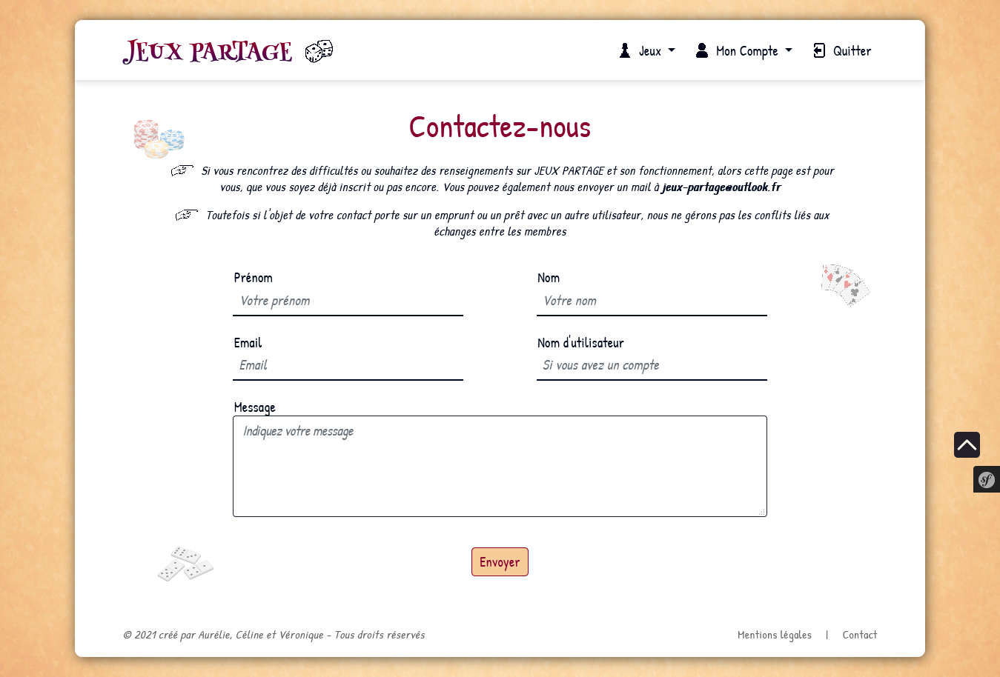 JEUX PARTAGE
Jeux
Mon Compte
Quitter
Contactez-nous
Si vous rencontrez des difficultés ou souhaitez des renseignements sur JEUX PARTAGE et son fonctionnement, alors cette page est pour
vous, que vous soyez déjà inscrit ou pas encore. Vous pouvez également nous envoyer un mail à jeux-partage@outlook.fr
Toutefois si l'objet de votre contact porte sur un emprunt ou un prêt avec un autre utilisateur, nous ne gérons pas les conflits liés aux
échanges entre les membres
Prénom
Nom
Votre prénom
Votre nom
Email
Nom d'utilisateur
Email
Si vous avez un compte
Message
Indiquez votre message
sf
Envoyer
© 2021 créé par Aurélie, Céline et Véronique - Tous droits réservés
Mentions légales | Contact